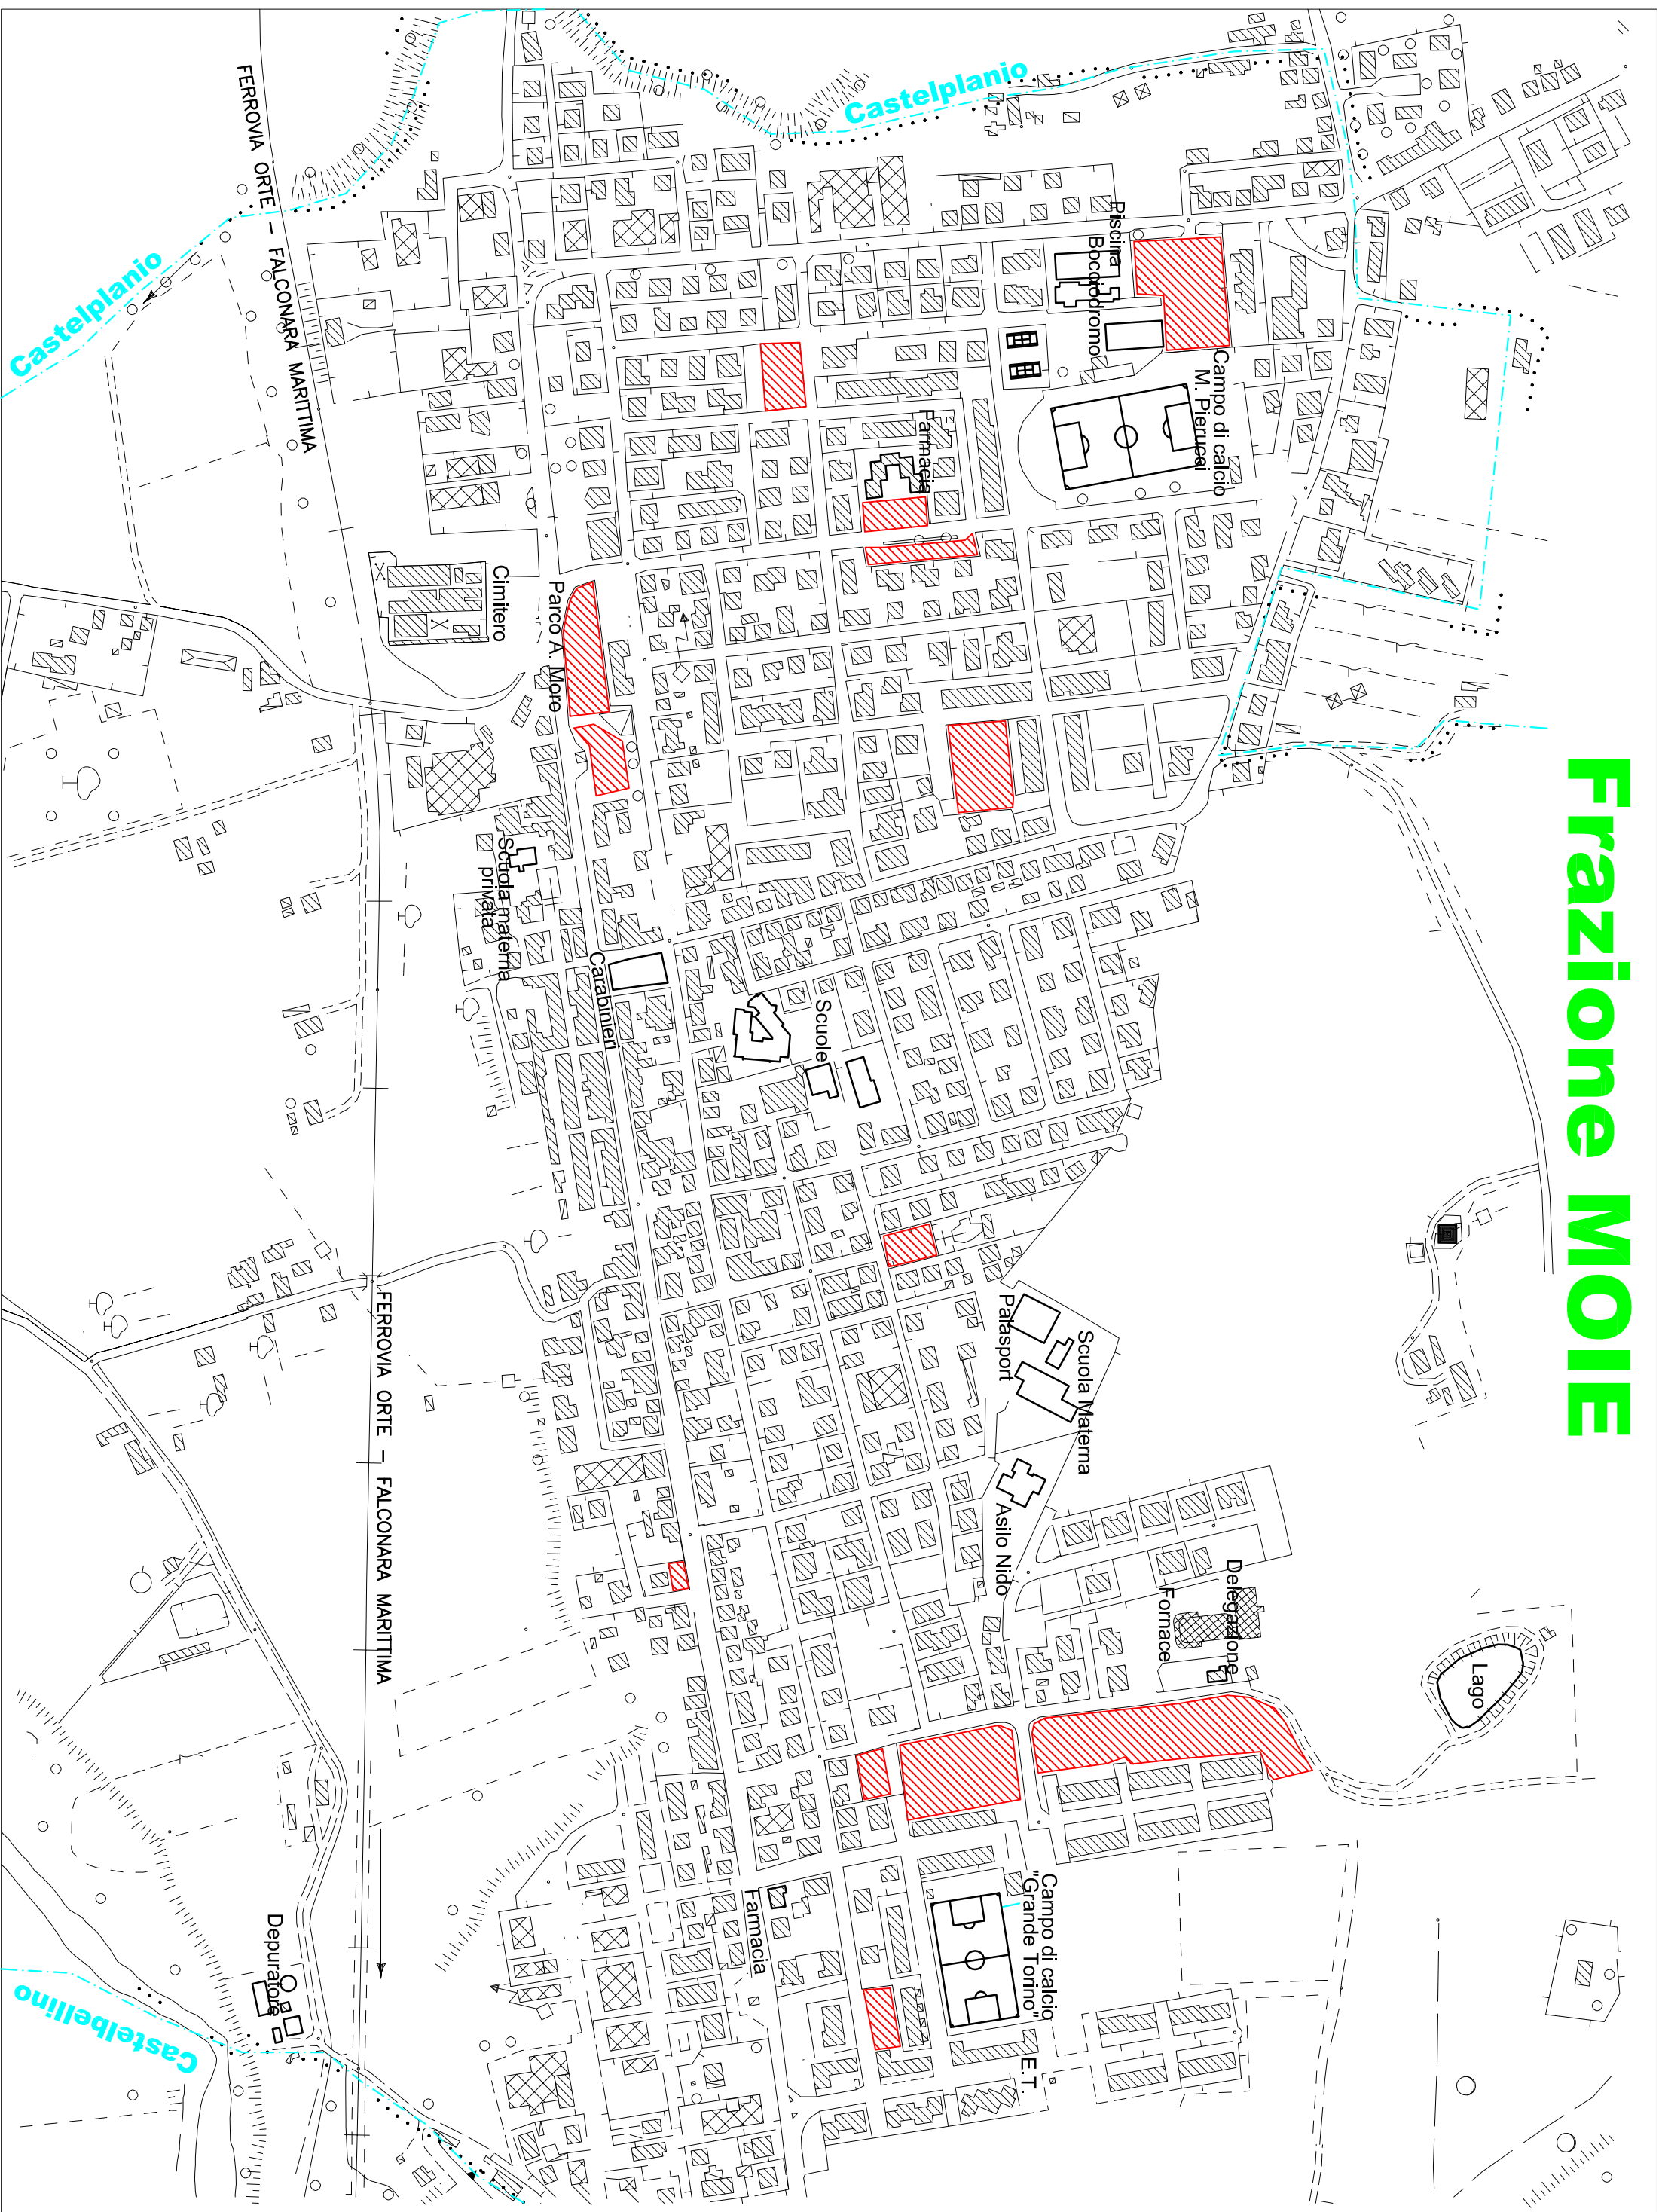 Frazione MOIE
Castelplanio
Castelplanio
FERROVIA ORTE – FALCONARA MARITTIMA
Piscina
Bocciodromo
Campo di calcio
M. Pierucci
Farmacia
Cimitero
Parco A. Moro
Scuola materna
privata
Carabinieri
Scuole
Palasport
Scuola Materna
Asilo Nido
Delegazione
Fornace
Lago
FERROVIA ORTE – FALCONARA MARITTIMA
Campo di calcio
"Grande Torino"
E.T.
Farmacia
Depuratore
Castelbellino